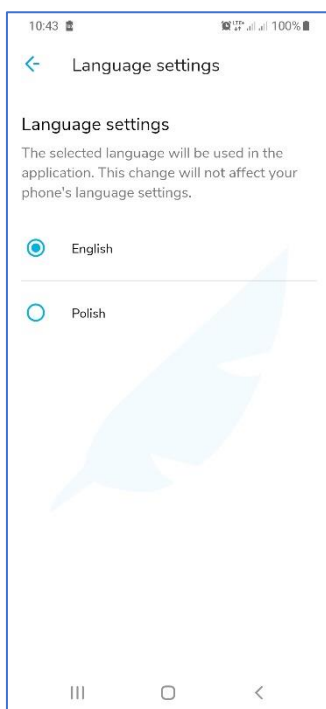 10:43 100%
Language settings
Language settings
The selected language will be used in the
application. This change will not affect your
phone's language settings.
English
Polish